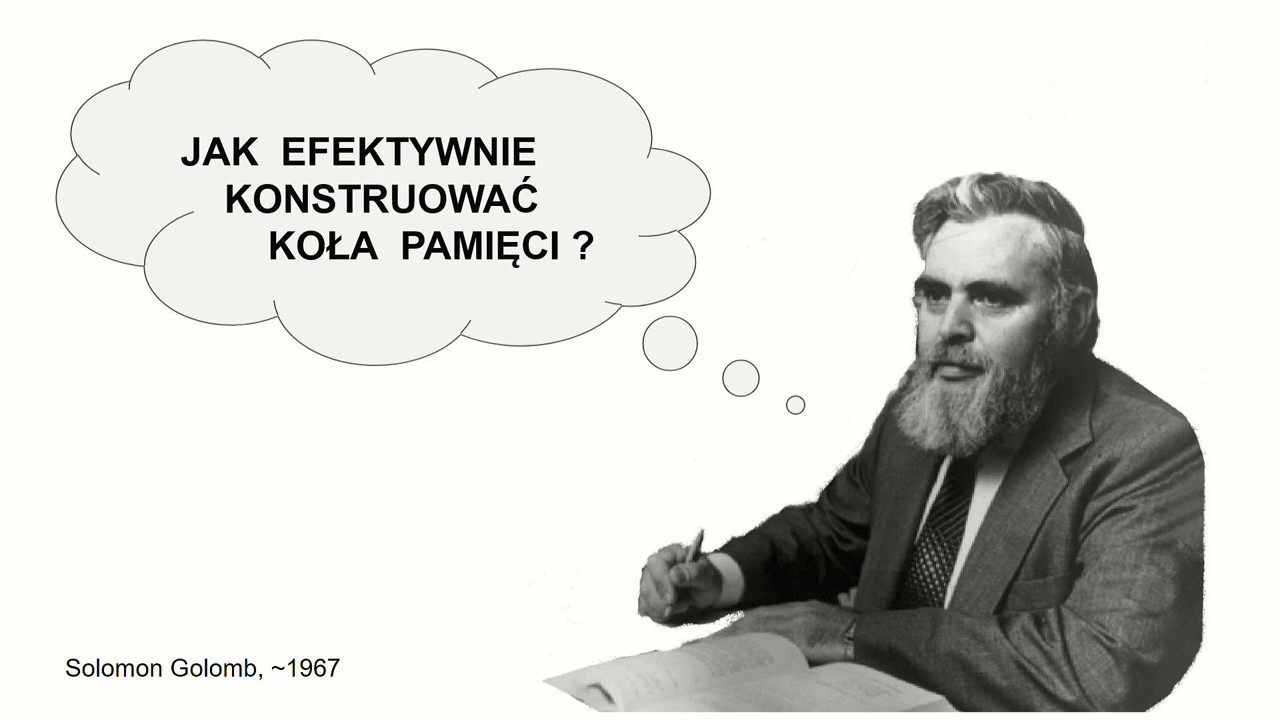 JAK EFEKTYWNIE
KONSTRUOWAĆ
KOŁA PAMIĘCI ?
Solomon Golomb, ~1967